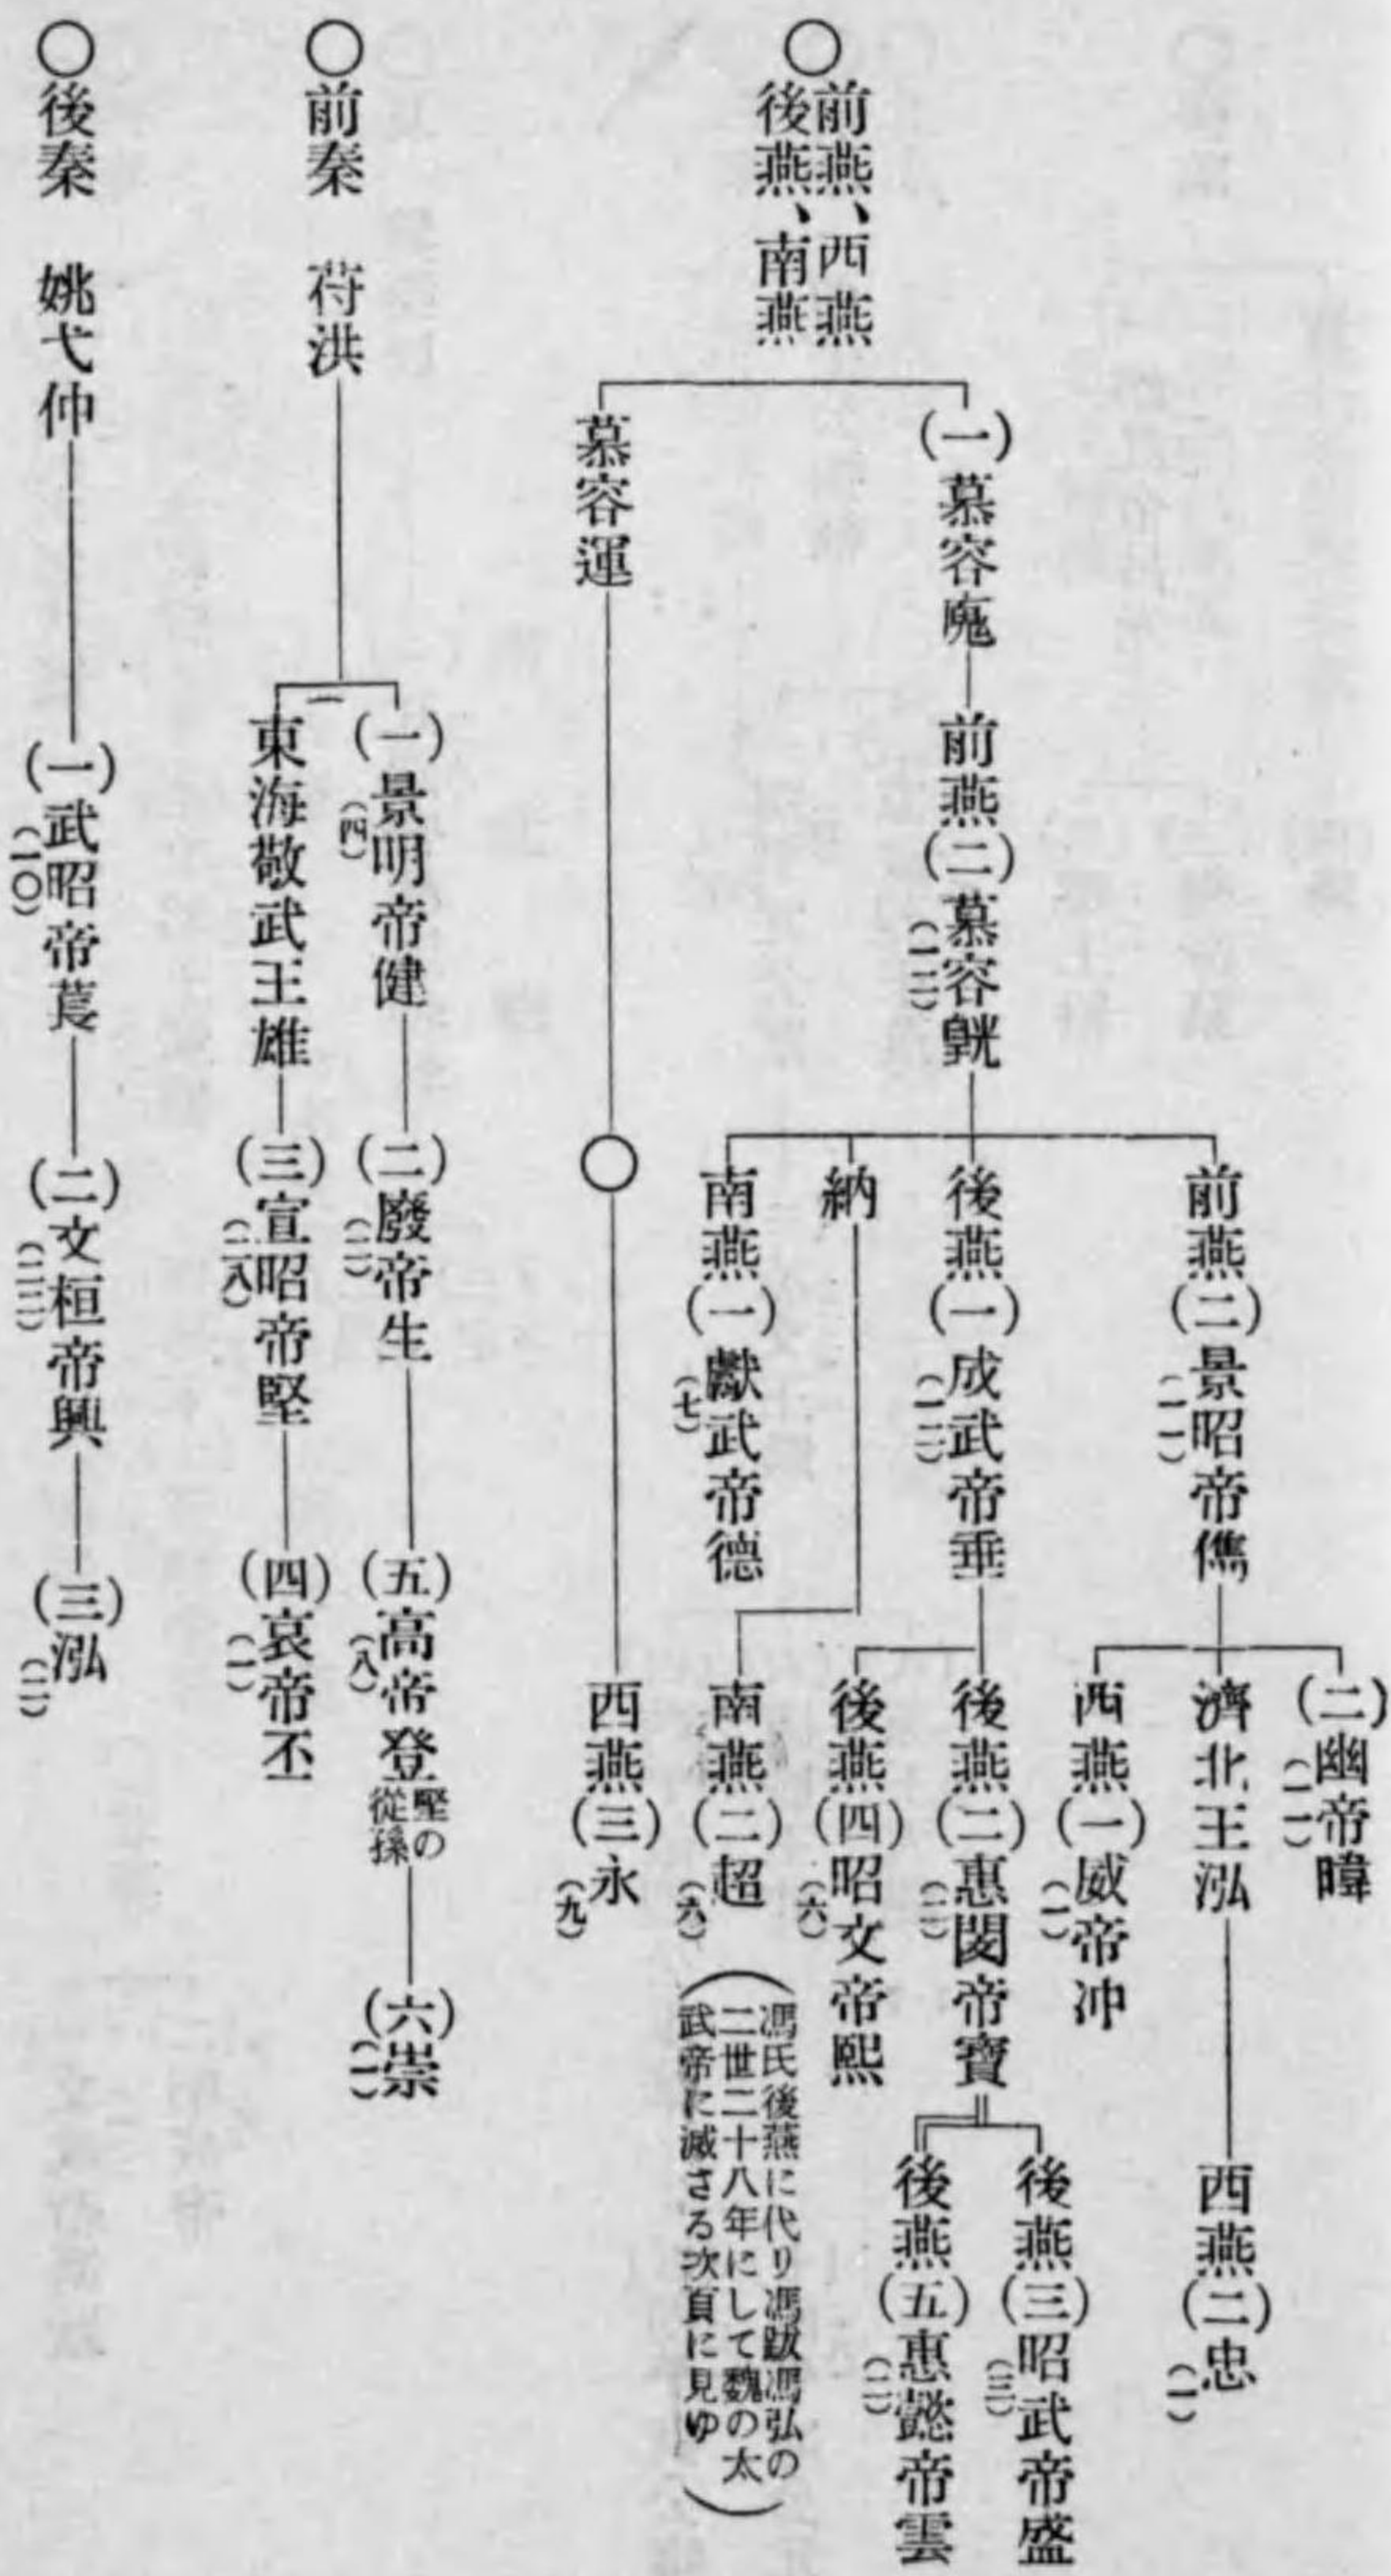 〇前燕、西燕
後燕、南燕
(一)慕容廆
前燕(二)慕容皝
(一二)
前燕(二)景昭帝儁
(一一)
(二)幽帝暐
(一一)
濟北王泓
西燕(二)忠
(一)
西燕(一)威帝冲
(一)
後燕(一)成武帝垂
(一二)
後燕(二)惠閔帝寶
(二)
後燕(三)昭武帝盛
(三)
後燕(五)惠懿帝雲
(二)
後燕(四)昭文帝熙
(六)
納
南燕(二)超
(六)
(馮氏後燕に代り馮跋馮弘の
二世二十八年にして魏の太
武帝に滅さる次頁に見ゆ)
南燕(一)獻武帝德
(七)
慕容運
〇
西燕(三)永
(九)
〇前秦 苻洪
(一)景明帝健
(四)
(二)廢帝生
(二)
(五)高帝登堅の
從孫
(八)
(六)崇
(一)
東海敬武王雄
(三)宣昭帝堅
(二八)
(四)哀帝丕
(一)
〇後秦 姚弋仲
(一)武昭帝萇
(一〇)
(二)文桓帝興
(二二)
(三)泓
(二)